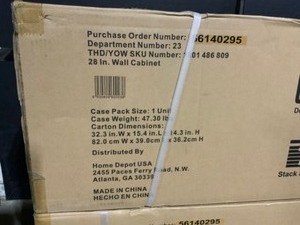 Purchase Order Number: 56140295
Department Number: 23
THD/YOW SKU Number: 1001 486 809
28 In. Wall Cabinet
Case Pack Size: 1 Unit
Case Weight: 47.30 lb
Carton Dimensions:
32.3 in. W x 15.4 in. L x 14.3 in. H
82.0 cm W x 39.0cm x 36.2cm H
Distributed By
Home Depot USA
2455 Paces Ferry Road, N.W.
Atlanta, GA 30339
MADE IN CHINA
HECHO EN CHINA
Stack
56140295